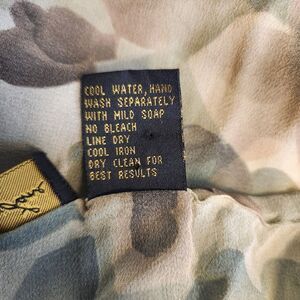 COOL WATER, HAND
WASH SEPARATELY
WITH MILD SOAP
NO BLEACH
LINE DRY
COOL IRON
DRY CLEAN FOR
BEST RESULTS